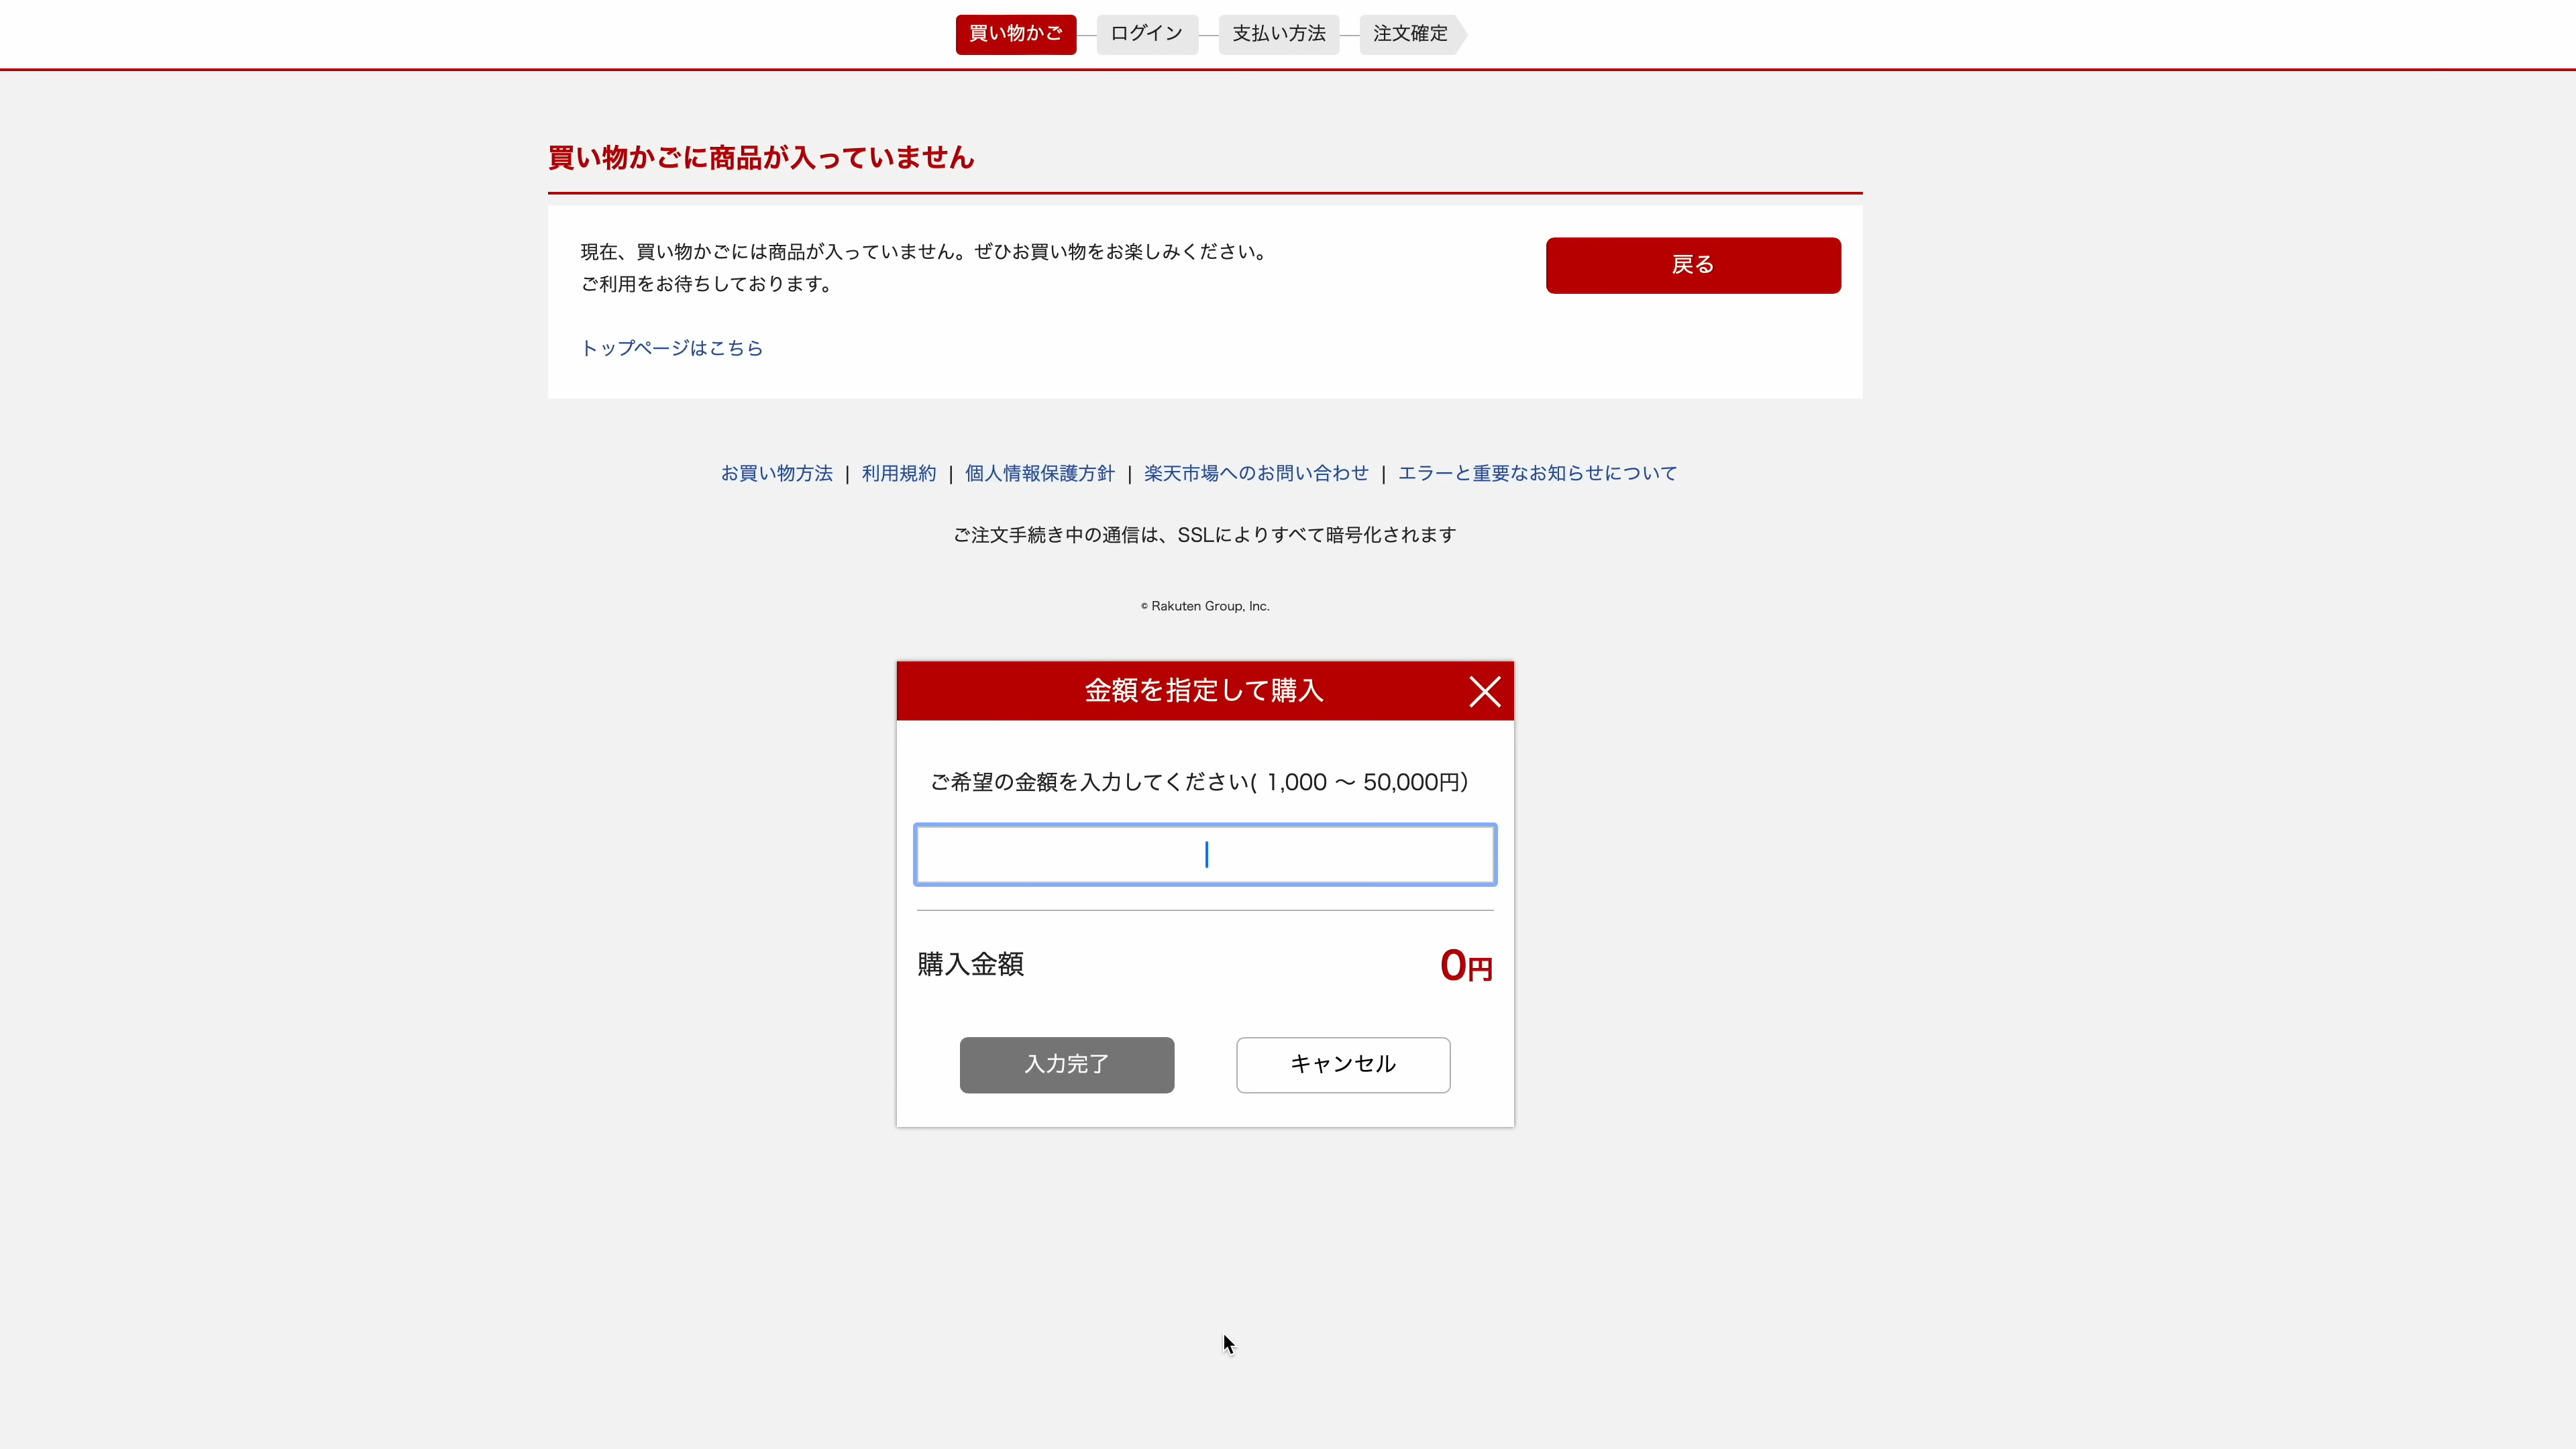 買い物かご
ログイン
支払い方法
注文確定
買い物かごに商品が入っていません
現在、買い物かごには商品が入っていません。ぜひお買い物をお楽しみください。
ご利用をお待ちしております。
戻る
トップページはこちら
お買い物方法 | 利用規約 | 個人情報保護方針 | 楽天市場へのお問い合わせ | エラーと重要なお知らせについて
ご注文手続き中の通信は、SSLによりすべて暗号化されます
© Rakuten Group, Inc.
金額を指定して購入
ご希望の金額を入力してください( 1,000 〜 50,000円)
購入金額 0円
入力完了
キャンセル